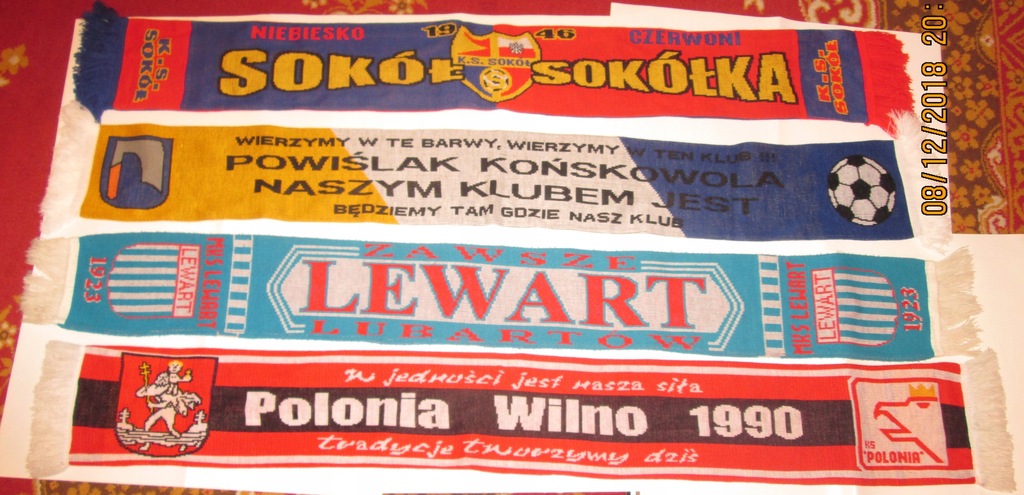 NIEBIESKO 19 46 CZERWONI
K.S. SOKÓŁ
SOKÓŁ SOKÓŁKA
K.S. SOKÓŁ
K.S. SOKÓŁ
WIERZYMY W TE BARWY, WIERZYMY W TEN KLUB !!!
POWIŚLAK KOŃSKOWOLA
NASZYM KLUBEM JEST
BĘDZIEMY TAM GDZIE NASZ KLUB
1923
LEWART
MKS LEWART
ZAWSZE
LEWART
LUBARTÓW
MKS LEWART
LEWART
1923
W jedności jest nasza siła
Polonia Wilno 1990
tradycje tworzymy dziś
KS
"POLONIA"
08/12/2018 20: